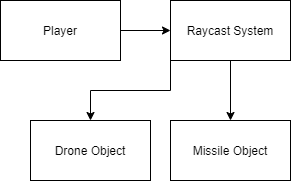 Player
Raycast System
Drone Object
Missile Object